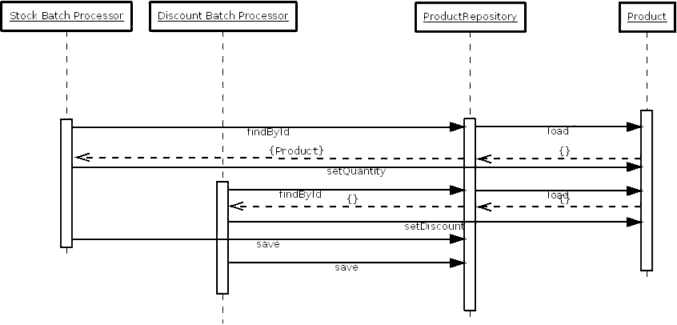 Stock Batch Processor
Discount Batch Processor
ProductRepository
Product
findById
load
{Product}
{}
setQuantity
findById
load
{}
{}
setDiscount
save
save